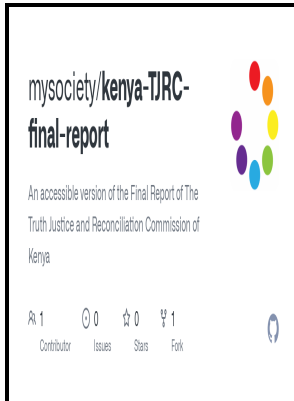 mysociety/kenya-TJRC-
final-report
An accessible version of the Final Report of The
Truth Justice and Reconciliation Commission of
Kenya
1 0 0 1
Contributor Issues Stars Fork